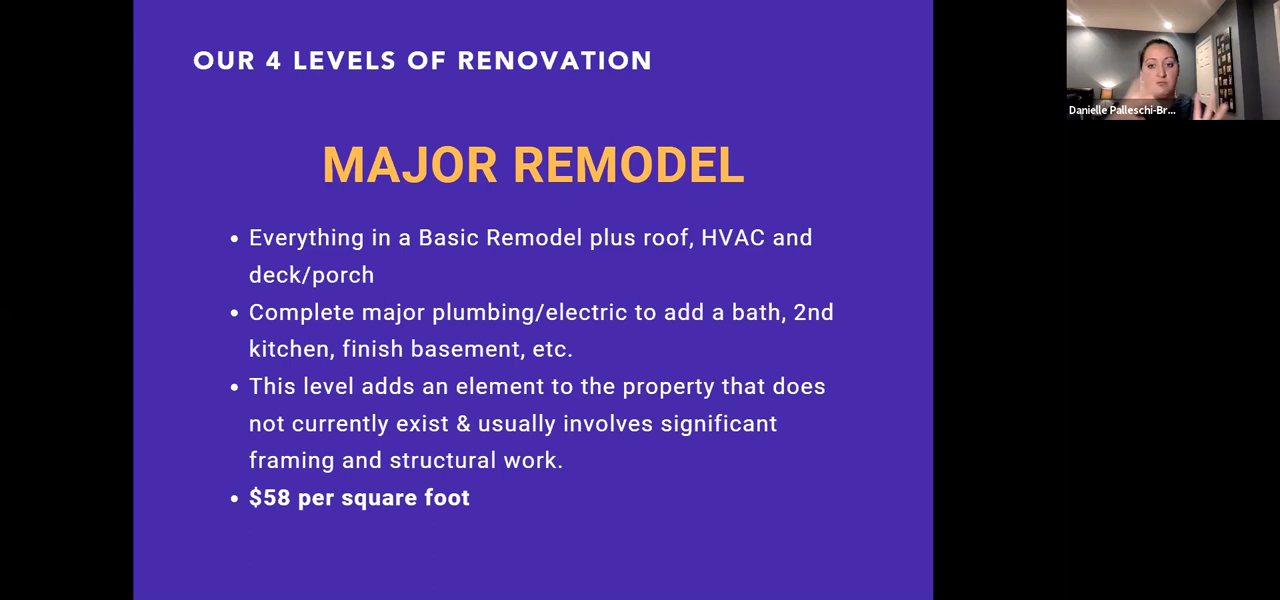 OUR 4 LEVELS OF RENOVATION
MAJOR REMODEL
• Everything in a Basic Remodel plus roof, HVAC and
deck/porch
• Complete major plumbing/electric to add a bath, 2nd
kitchen, finish basement, etc.
• This level adds an element to the property that does
not currently exist & usually involves significant
framing and structural work.
• $58 per square foot
Danielle Palleschi-Br...